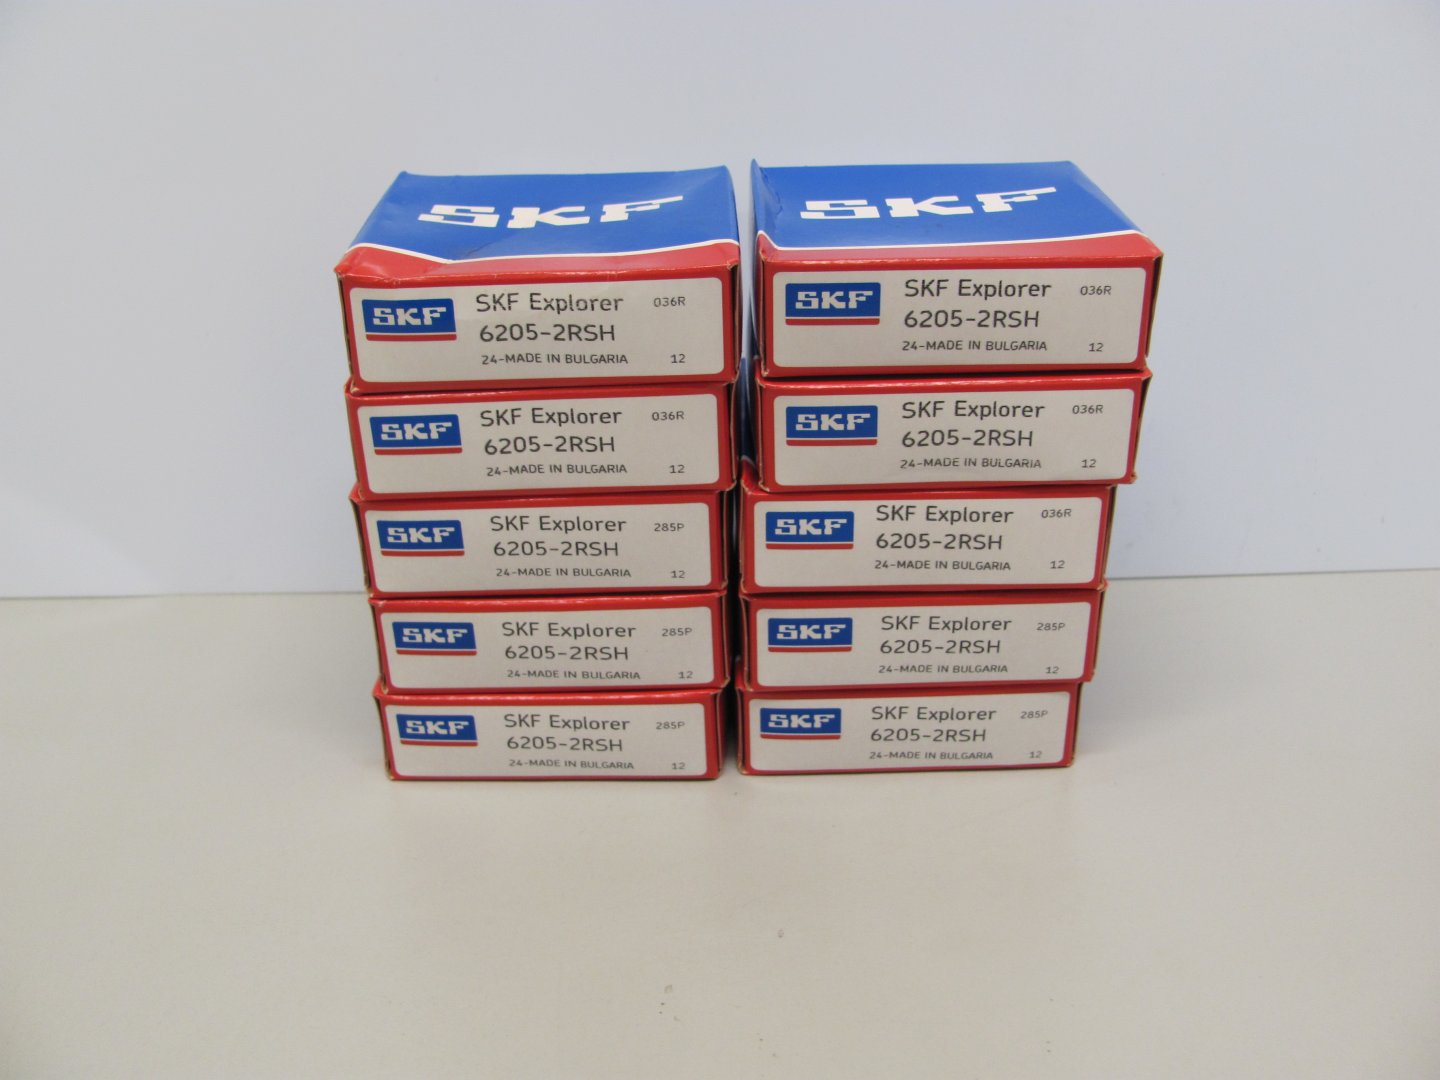 SKF
SKF
SKF
SKF Explorer 036R
6205-2RSH
24-MADE IN BULGARIA 12
SKF
SKF Explorer 036R
6205-2RSH
24-MADE IN BULGARIA 12
SKF
SKF Explorer 285P
6205-2RSH
24-MADE IN BULGARIA 12
SKF
SKF Explorer 285P
6205-2RSH
24-MADE IN BULGARIA 12
SKF
SKF Explorer 285P
6205-2RSH
24-MADE IN BULGARIA 12
SKF
SKF Explorer 036R
6205-2RSH
24-MADE IN BULGARIA 12
SKF
SKF Explorer 036R
6205-2RSH
24-MADE IN BULGARIA 12
SKF
SKF Explorer 036R
6205-2RSH
24-MADE IN BULGARIA 12
SKF
SKF Explorer 285P
6205-2RSH
24-MADE IN BULGARIA 12
SKF
SKF Explorer 285P
6205-2RSH
24-MADE IN BULGARIA 12